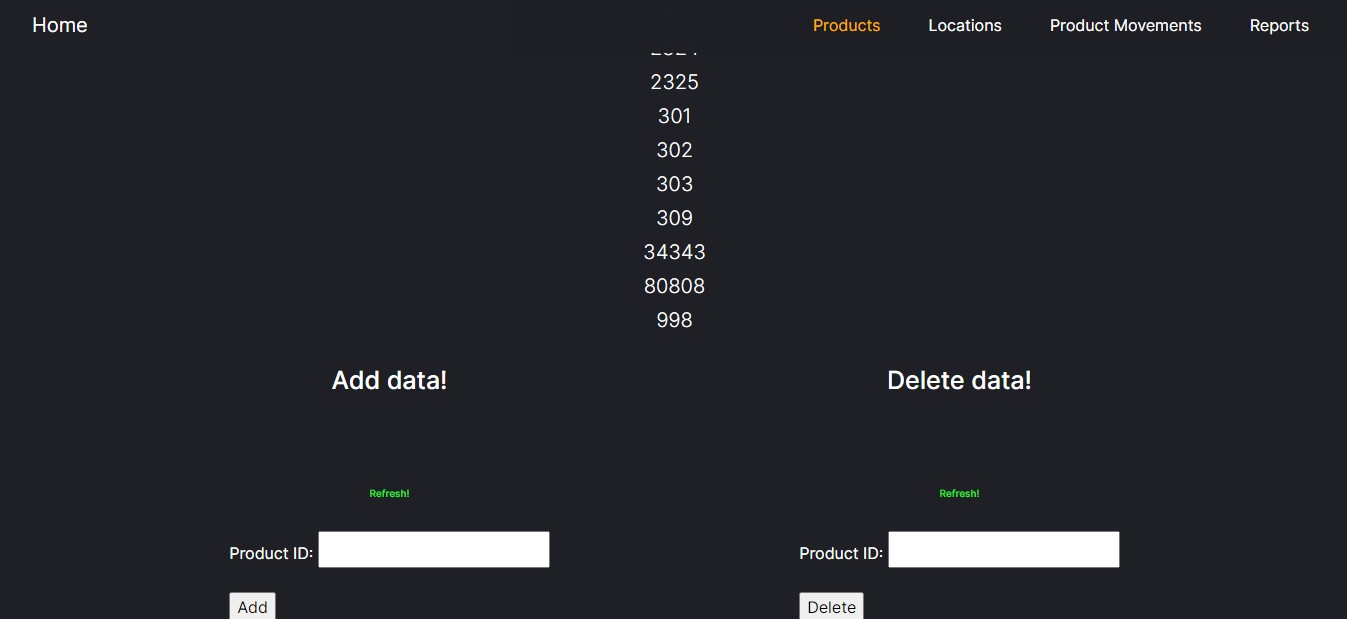 Home Products Locations Product Movements Reports
2325
301
302
303
309
34343
80808
998
Add data! Delete data!
Refresh! Refresh!
Product ID: Product ID:
Add Delete